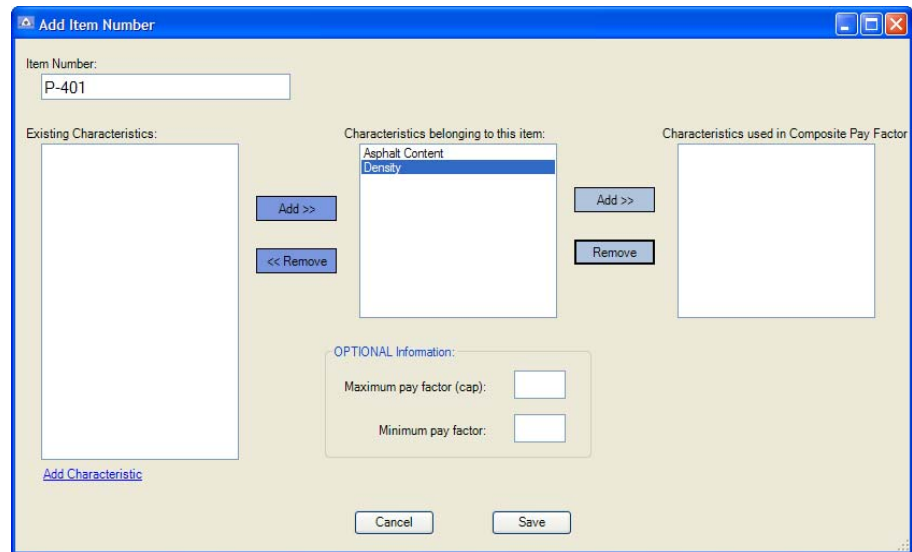 Add Item Number
Item Number:
P-401
Existing Characteristics:
Characteristics belonging to this item:
Characteristics used in Composite Pay Factor
Asphalt Content
Density
Add >>
Add >>
<< Remove
Remove
OPTIONAL Information:
Maximum pay factor (cap):
Minimum pay factor:
Add Characteristic
Cancel
Save